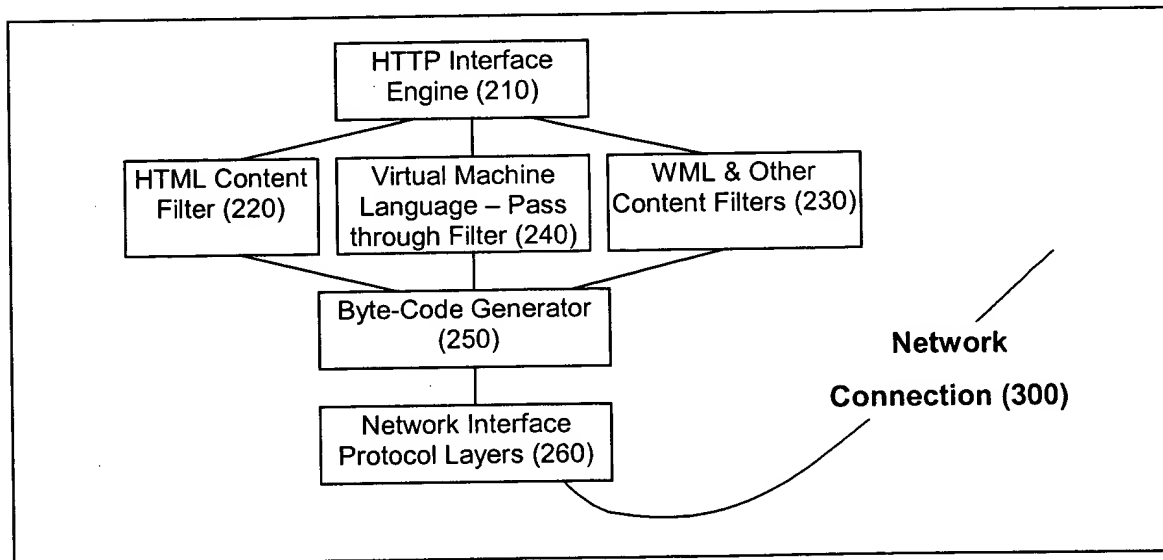 HTTP Interface
Engine (210)
HTML Content
Filter (220)
Virtual Machine
Language – Pass
through Filter (240)
WML & Other
Content Filters (230)
Byte-Code Generator
(250)
Network
Connection (300)
Network Interface
Protocol Layers (260)